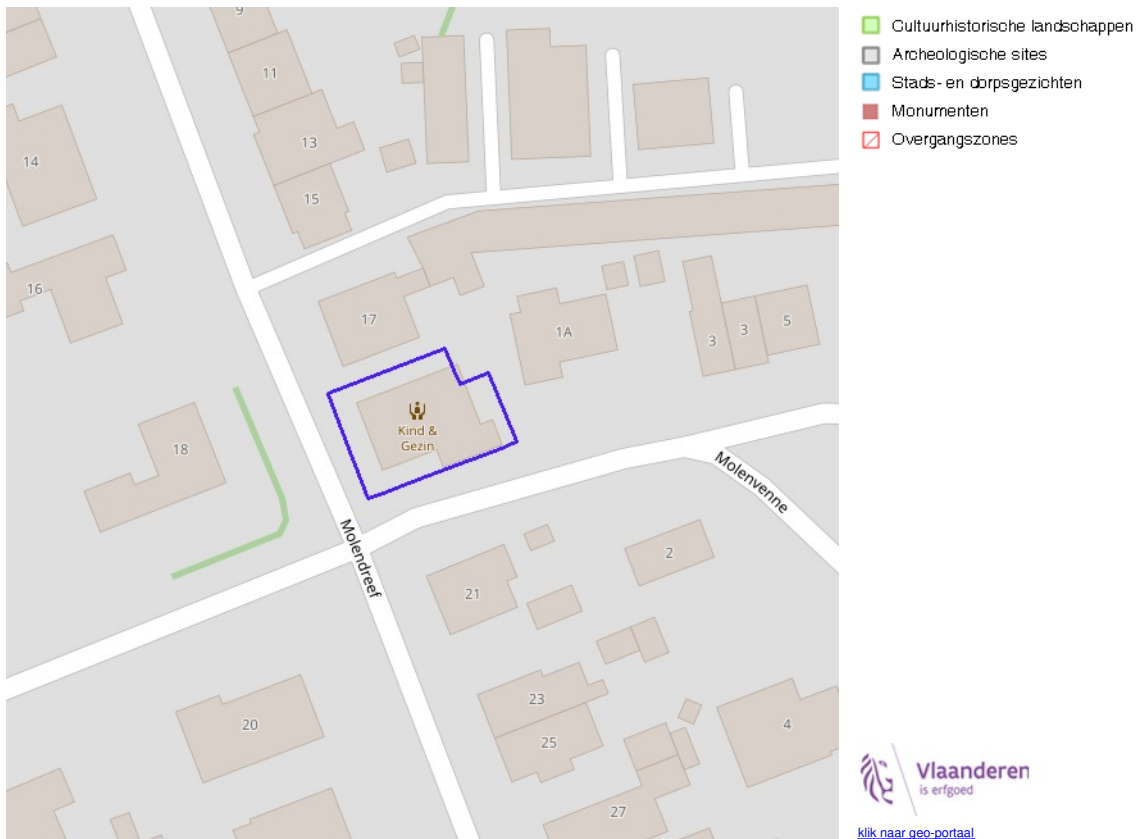 9
11
13
15
14
16
17
1A
3
3
5
Kind &
Gezin
18
Molenvenne
Molendreef
2
21
20
23
25
4
27
Cultuurhistorische landschappen
Archeologische sites
Stads- en dorpsgezichten
Monumenten
Overgangszones
Vlaanderen
is erfgoed
klik naar geo-portaal